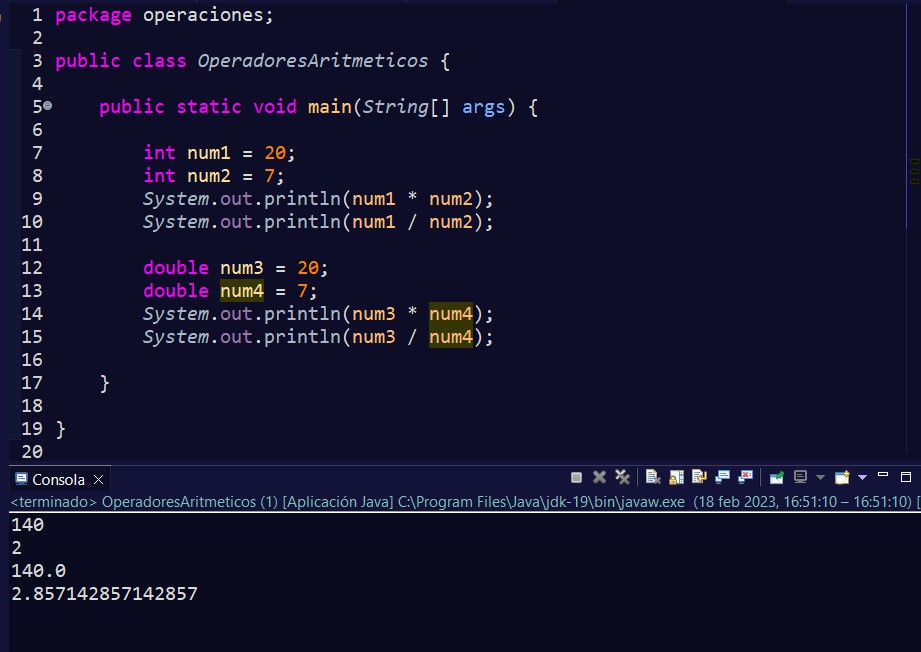 1 package operaciones;
2
3 public class OperadoresAritmeticos {
4
5 public static void main(String[] args) {
6
7 int num1 = 20;
8 int num2 = 7;
9 System.out.println(num1 * num2);
10 System.out.println(num1 / num2);
11
12 double num3 = 20;
13 double num4 = 7;
14 System.out.println(num3 * num4);
15 System.out.println(num3 / num4);
16
17 }
18
19 }
20
Consola
<terminado> OperadoresAritmeticos (1) [Aplicación Java] C:\Program Files\Java\jdk-19\bin\javaw.exe (18 feb 2023, 16:51:10 – 16:51:10) [
140
2
140.0
2.857142857142857